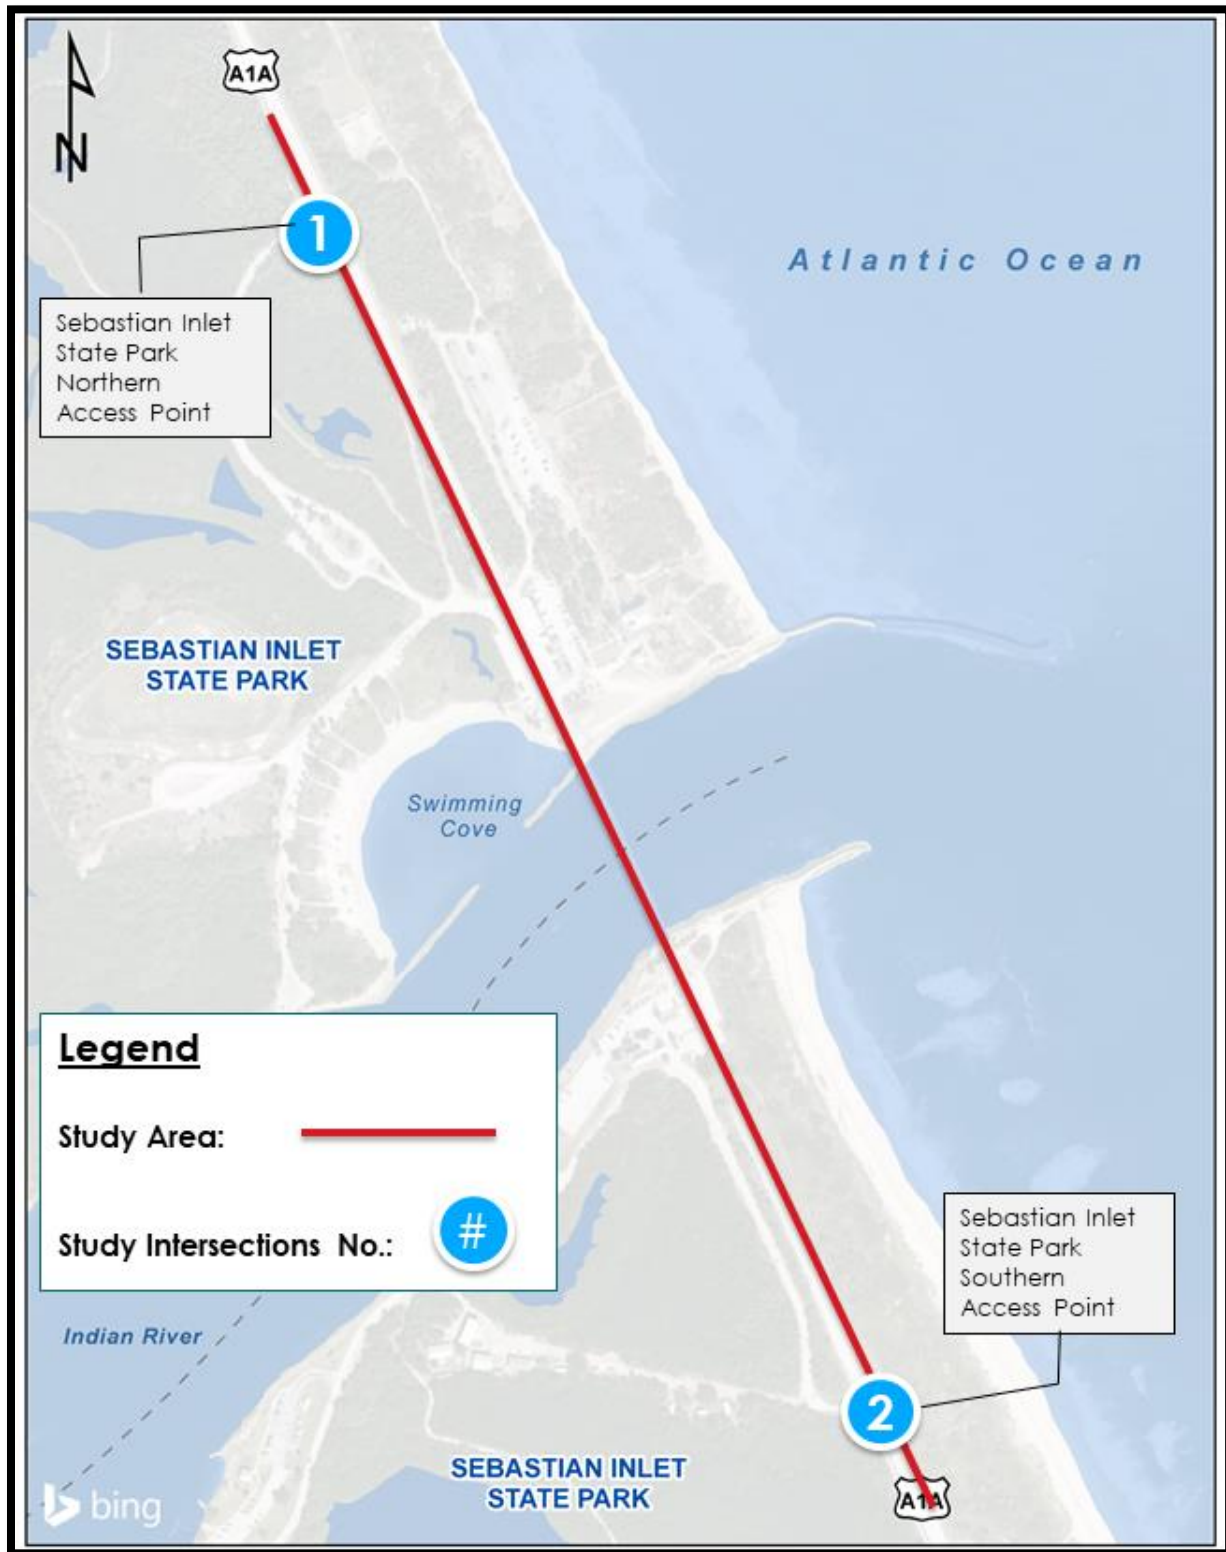 A1A
N
1
Atlantic Ocean
Sebastian Inlet
State Park
Northern
Access Point
SEBASTIAN INLET
STATE PARK
Swimming
Cove
Legend
Study Area:
Study Intersections No.: #
Sebastian Inlet
State Park
Southern
Access Point
Indian River
2
SEBASTIAN INLET
STATE PARK
A1A
bing